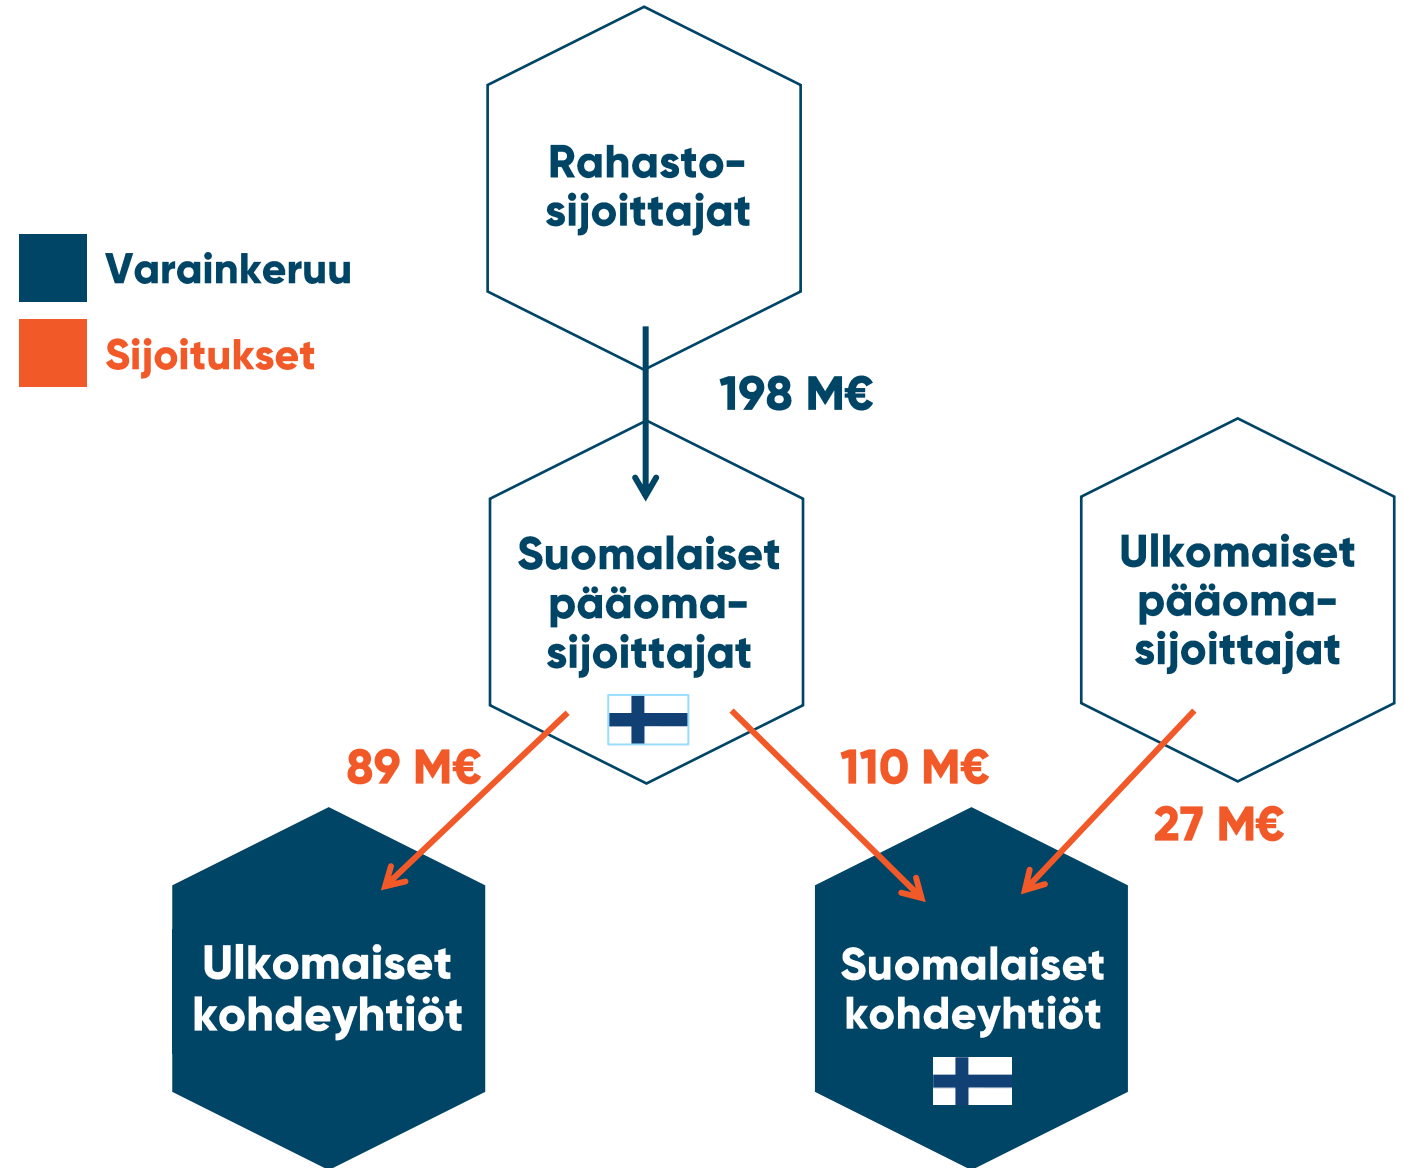 Rahasto-
sijoittajat
Varainkeruu
Sijoitukset
198 M€
Suomalaiset
pääoma-
sijoittajat
Ulkomaiset
pääoma-
sijoittajat
89 M€
110 M€
27 M€
Ulkomaiset
kohdeyhtiöt
Suomalaiset
kohdeyhtiöt